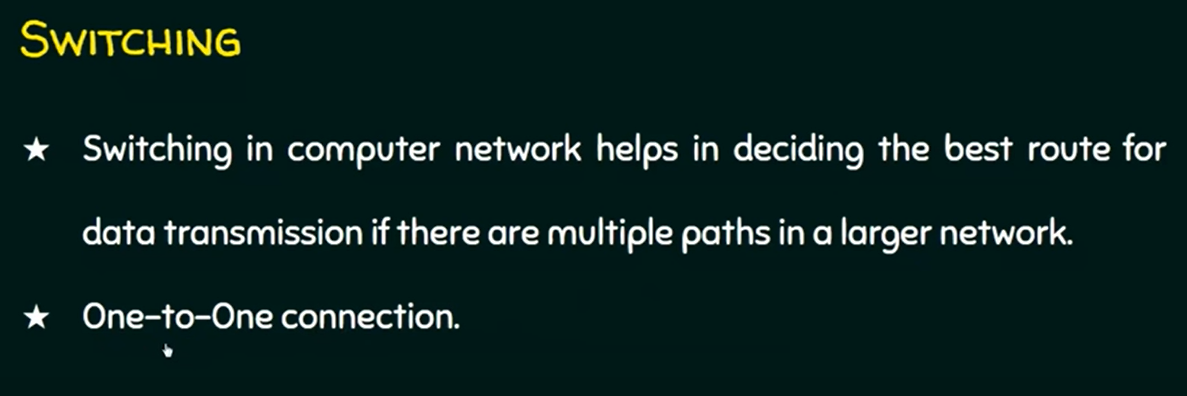 SWITCHING
★ Switching in computer network helps in deciding the best route for
data transmission if there are multiple paths in a larger network.
★ One-to-One connection.